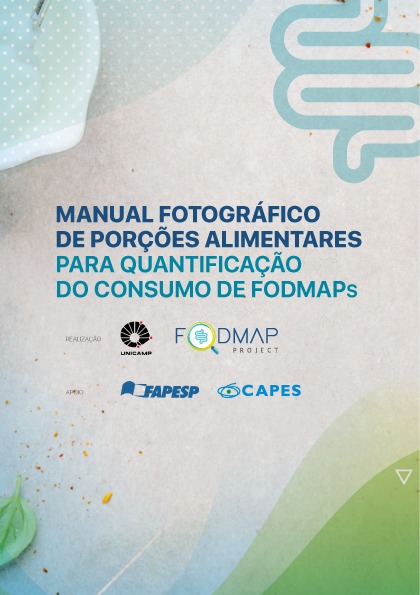 MANUAL FOTOGRÁFICO
DE PORÇÕES ALIMENTARES
PARA QUANTIFICAÇÃO
DO CONSUMO DE FODMAPs
REALIZAÇÃO
UNICAMP
FODMAP
PROJECT
APOIO
FAPESP
CAPES